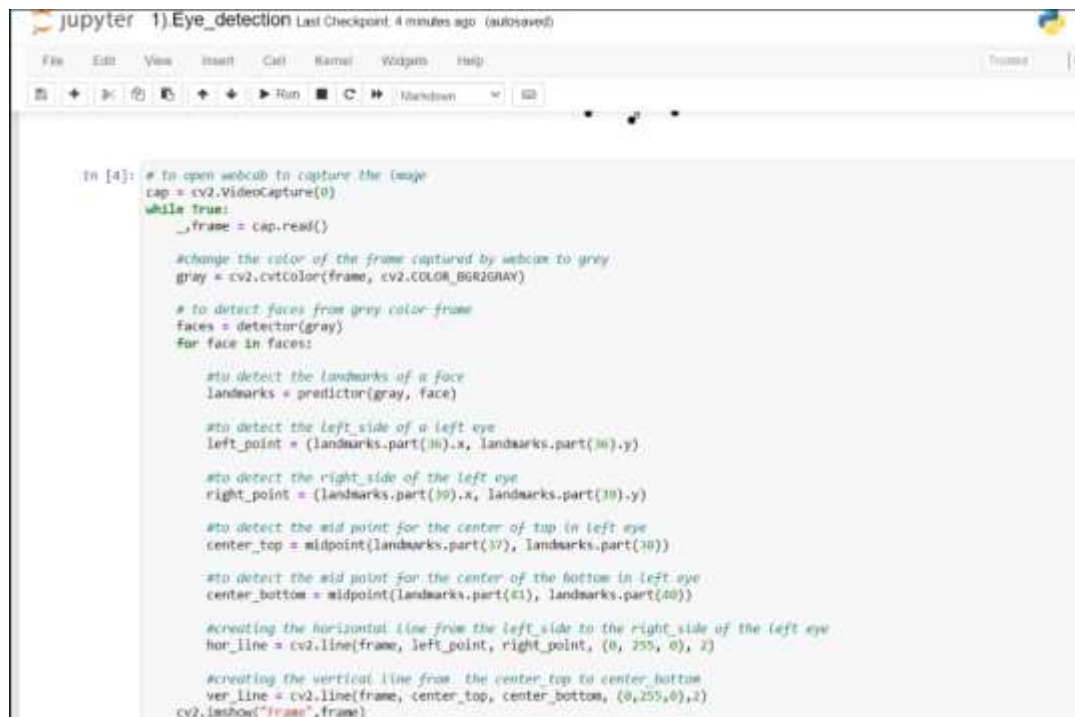 jupyter 1).Eye_detection Last Checkpoint: 4 minutes ago (autosaved)
File Edit View Insert Cell Kernel Widgets Help Trusted
Run Markdown
In [4]: # to open webcab to capture the image
cap = cv2.VideoCapture(0)
while True:
    _,frame = cap.read()
    #change the color of the frame captured by webcam to grey
    gray = cv2.cvtColor(frame, cv2.COLOR_BGR2GRAY)
    # to detect faces from grey color frame
    faces = detector(gray)
    for face in faces:
        #to detect the landmarks of a face
        landmarks = predictor(gray, face)
        #to detect the left_side of a left eye
        left_point = (landmarks.part(36).x, landmarks.part(36).y)
        #to detect the right_side of the left eye
        right_point = (landmarks.part(39).x, landmarks.part(39).y)
        #to detect the mid point for the center of top in left eye
        center_top = midpoint(landmarks.part(37), landmarks.part(38))
        #to detect the mid point for the center of the bottom in left eye
        center_bottom = midpoint(landmarks.part(41), landmarks.part(40))
        #creating the horizontal line from the left_side to the right_side of the left eye
        hor_line = cv2.line(frame, left_point, right_point, (0, 255, 0), 2)
        #creating the vertical line from the center_top to center_bottom
        ver_line = cv2.line(frame, center_top, center_bottom, (0,255,0),2)
    cv2.imshow("frame",frame)